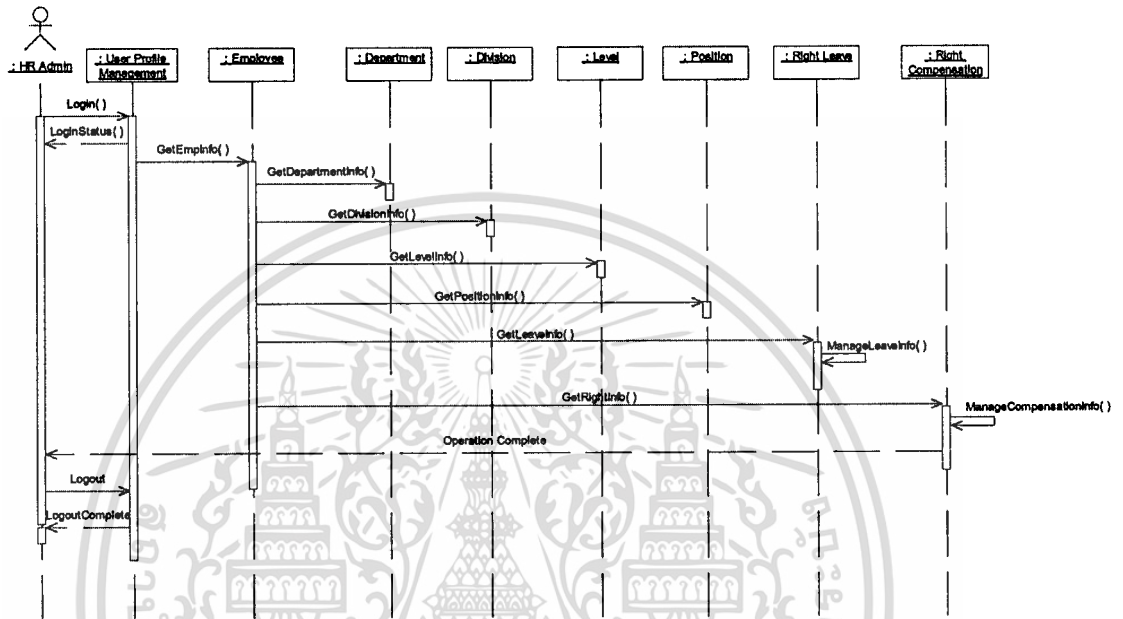 : HR Admin
: User Profile
Management
: Employee
: Department
: Division
: Level
: Position
: Right Leave
: Right
Compensation
Login( )
LoginStatus( )
GetEmpInfo( )
GetDepartmentInfo( )
GetDivisionInfo( )
GetLevelInfo( )
GetPositionInfo( )
GetLeaveInfo( )
ManageLeaveInfo( )
GetRightInfo( )
ManageCompensationInfo( )
Operation Complete
Logout
LogoutComplete